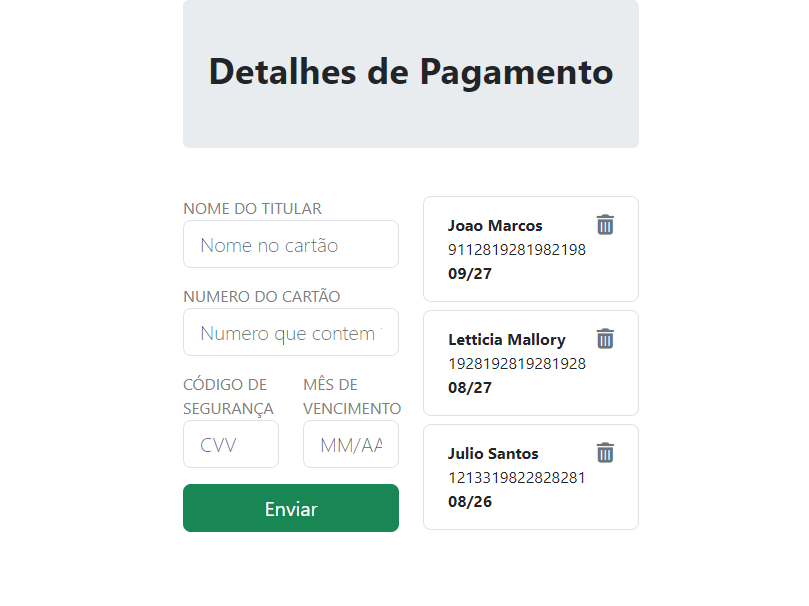 Detalhes de Pagamento
NOME DO TITULAR
Nome no cartão
NUMERO DO CARTÃO
Numero que contem
CÓDIGO DE
SEGURANÇA
CVV
MÊS DE
VENCIMENTO
MM/AA
Enviar
Joao Marcos
9112819281982198
09/27
Letticia Mallory
1928192819281928
08/27
Julio Santos
1213319822828281
08/26